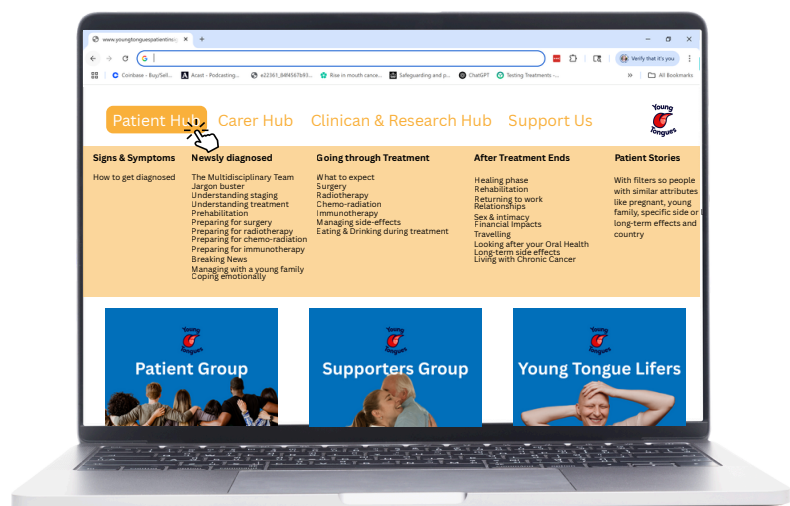 www.youngtonguespatientinsig
G
Verify that it's you
Coinbase - Buy/Sell...
Acast - Podcasting...
e22361_84f4567b93...
Rise in mouth cance...
Safeguarding and p...
ChatGPT
Testing Treatments -...
All Bookmarks
Patient Hub
Carer Hub
Clinican & Research Hub
Support Us
Young
Tongues
Signs & Symptoms
How to get diagnosed
Newsly diagnosed
The Multidisciplinary Team
Jargon buster
Understanding staging
Understanding treatment
Prehabilitation
Preparing for surgery
Preparing for radiotherapy
Preparing for chemo-radiation
Preparing for immunotherapy
Breaking News
Managing with a young family
Coping emotionally
Going through Treatment
What to expect
Surgery
Radiotherapy
Chemo-radiation
Immunotherapy
Managing side-effects
Eating & Drinking during treatment
After Treatment Ends
Healing phase
Rehabilitation
Returning to work
Relationships
Sex & intimacy
Financial Impacts
Travelling
Looking after your Oral Health
Long-term side effects
Living with Chronic Cancer
Patient Stories
With filters so people
with similar attributes
like pregnant, young
family, specific side or
long-term effects and
country
Young
Tongues
Patient Group
Young
Tongues
Supporters Group
Young
Tongues
Young Tongue Lifers